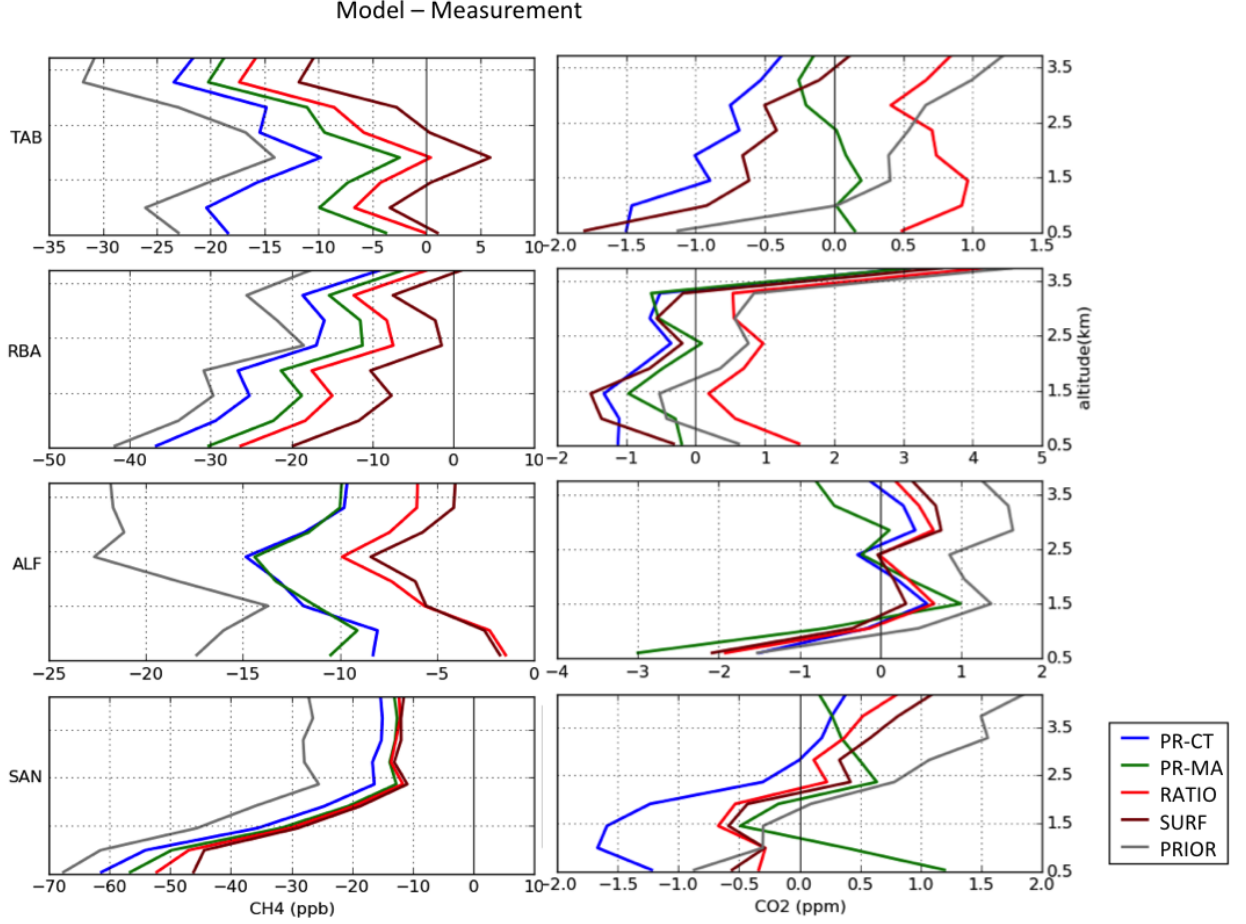 Model – Measurement
TAB
−35 −30 −25 −20 −15 −10 −5 0 5 10
−2.0 −1.5 −1.0 −0.5 0.0 0.5 1.0 1.5
3.5
2.5
1.5
0.5
RBA
−50 −40 −30 −20 −10 0 10
−2 −1 0 1 2 3 4 5
3.5
2.5
1.5
0.5
altitude(km)
ALF
−25 −20 −15 −10 −5 0
−4 −3 −2 −1 0 1 2
3.5
2.5
1.5
0.5
SAN
−70 −60 −50 −40 −30 −20 −10 0 10
−2.0 −1.5 −1.0 −0.5 0.0 0.5 1.0 1.5 2.0
3.5
2.5
1.5
0.5
CH4 (ppb)
CO2 (ppm)
PR-CT
PR-MA
RATIO
SURF
PRIOR